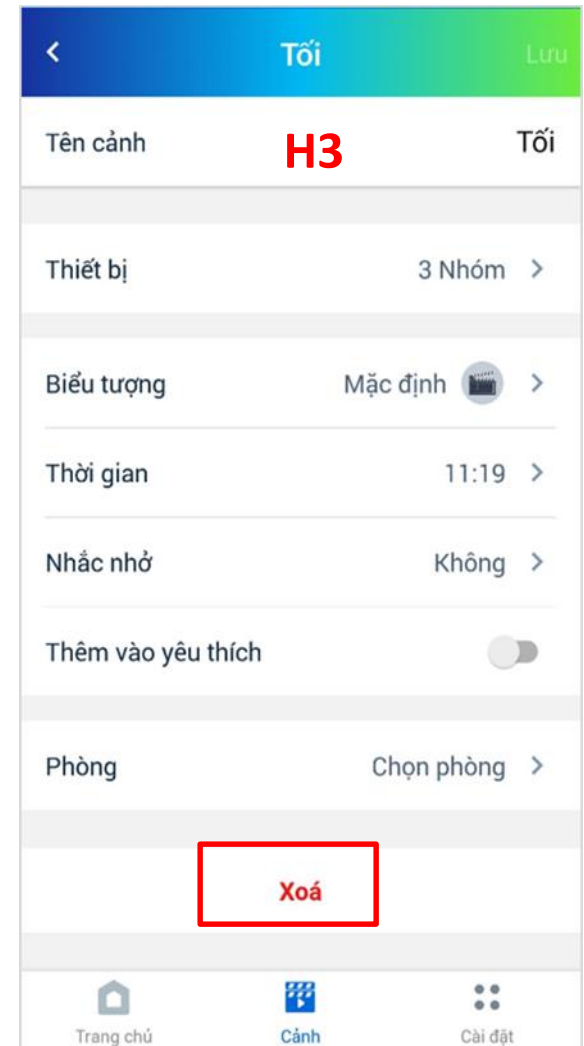 Tối Lưu
Tên cảnh H3 Tối
Thiết bị 3 Nhóm
Biểu tượng Mặc định
Thời gian 11:19
Nhắc nhở Không
Thêm vào yêu thích
Phòng Chọn phòng
Xoá
Trang chủ Cảnh Cài đặt